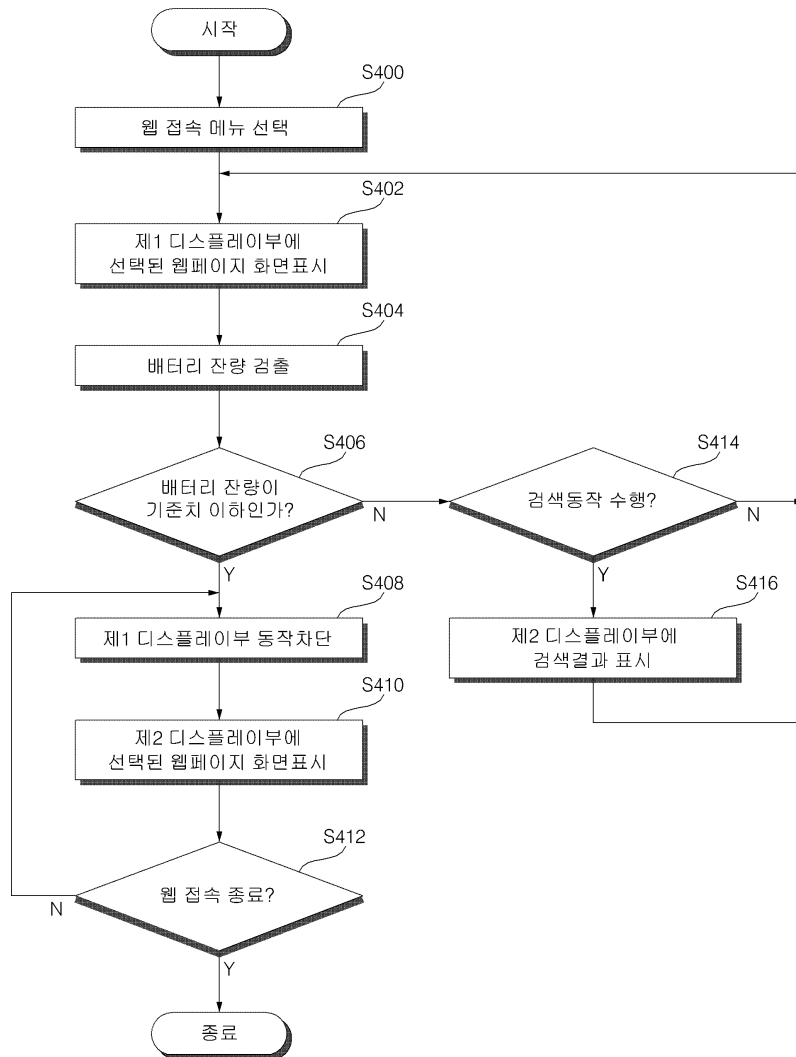 시작
S400
웹 접속 메뉴 선택
S402
제1 디스플레이부에
선택된 웹페이지 화면표시
S404
배터리 잔량 검출
S406
배터리 잔량이
기준치 이하인가?
N
Y
S414
검색동작 수행?
N
Y
S408
제1 디스플레이부 동작차단
S416
제2 디스플레이부에
검색결과 표시
S410
제2 디스플레이부에
선택된 웹페이지 화면표시
S412
웹 접속 종료?
N
Y
종료